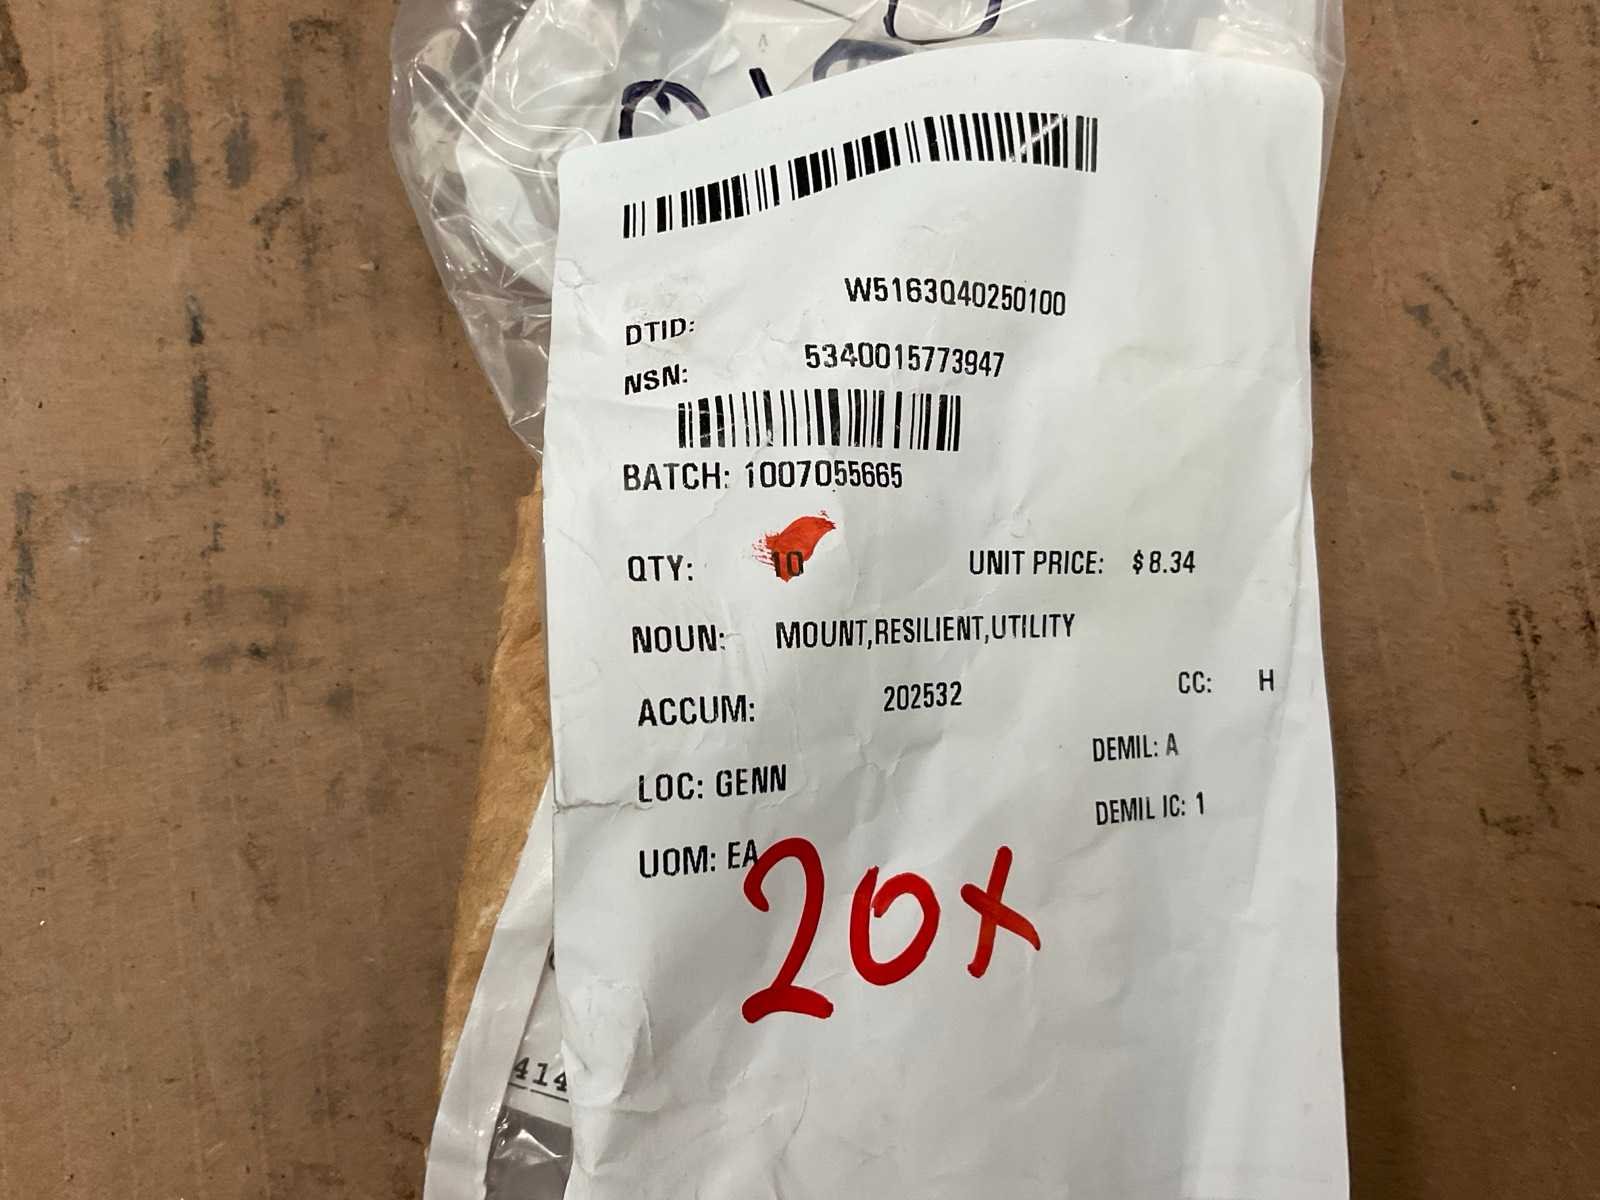 W5163Q40250100
DTID:
NSN: 5340015773947
BATCH: 1007055665
QTY: 10 UNIT PRICE: $8.34
NOUN: MOUNT,RESILIENT,UTILITY
ACCUM: 202532 CC: H
DEMIL: A
LOC: GENN
DEMIL IC: 1
UOM: EA
20x
414